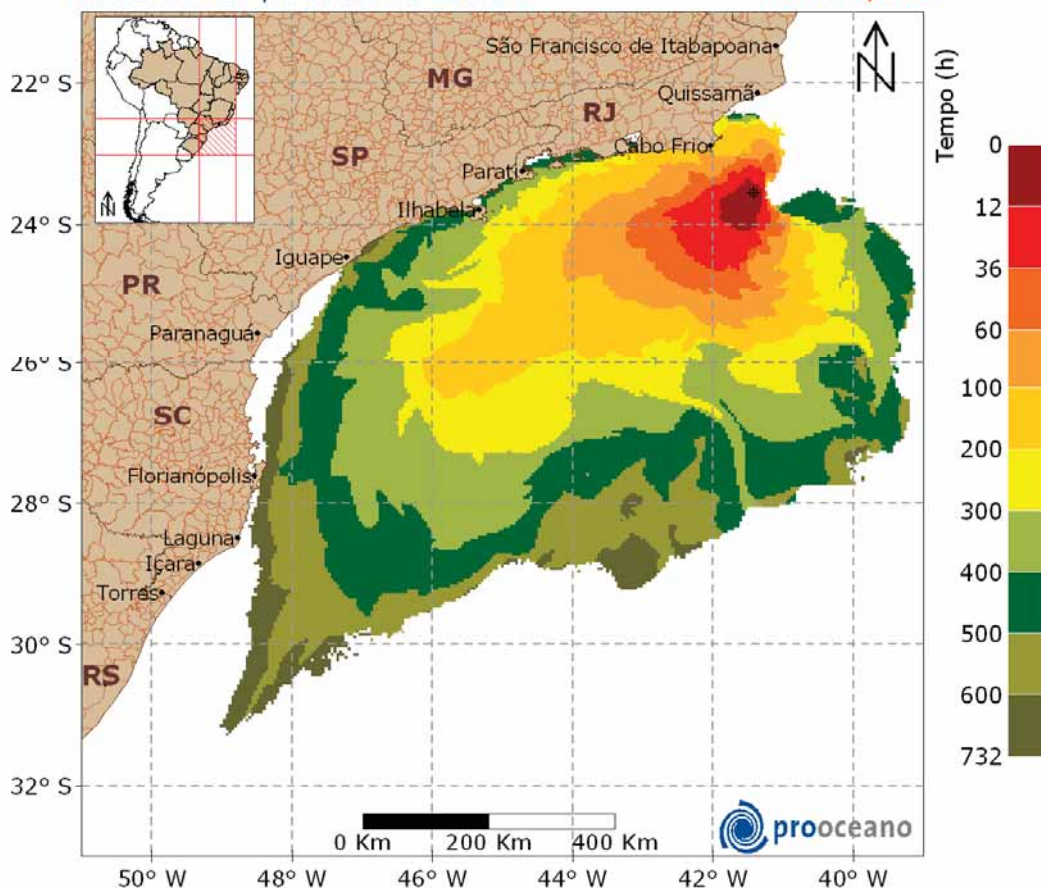 São Francisco de Itabapoana
22° S
MG
Quissamã
RJ
Cabo Frio
SP
Parati
Ilhabela
24° S
Iguape
PR
Paranaguá
26° S
SC
Florianópolis
28° S
Laguna
Içara
Torres
30° S
RS
32° S
0 Km 200 Km 400 Km
prooceano
50° W 48° W 46° W 44° W 42° W 40° W
N
N
Tempo (h)
0
12
36
60
100
200
300
400
500
600
732